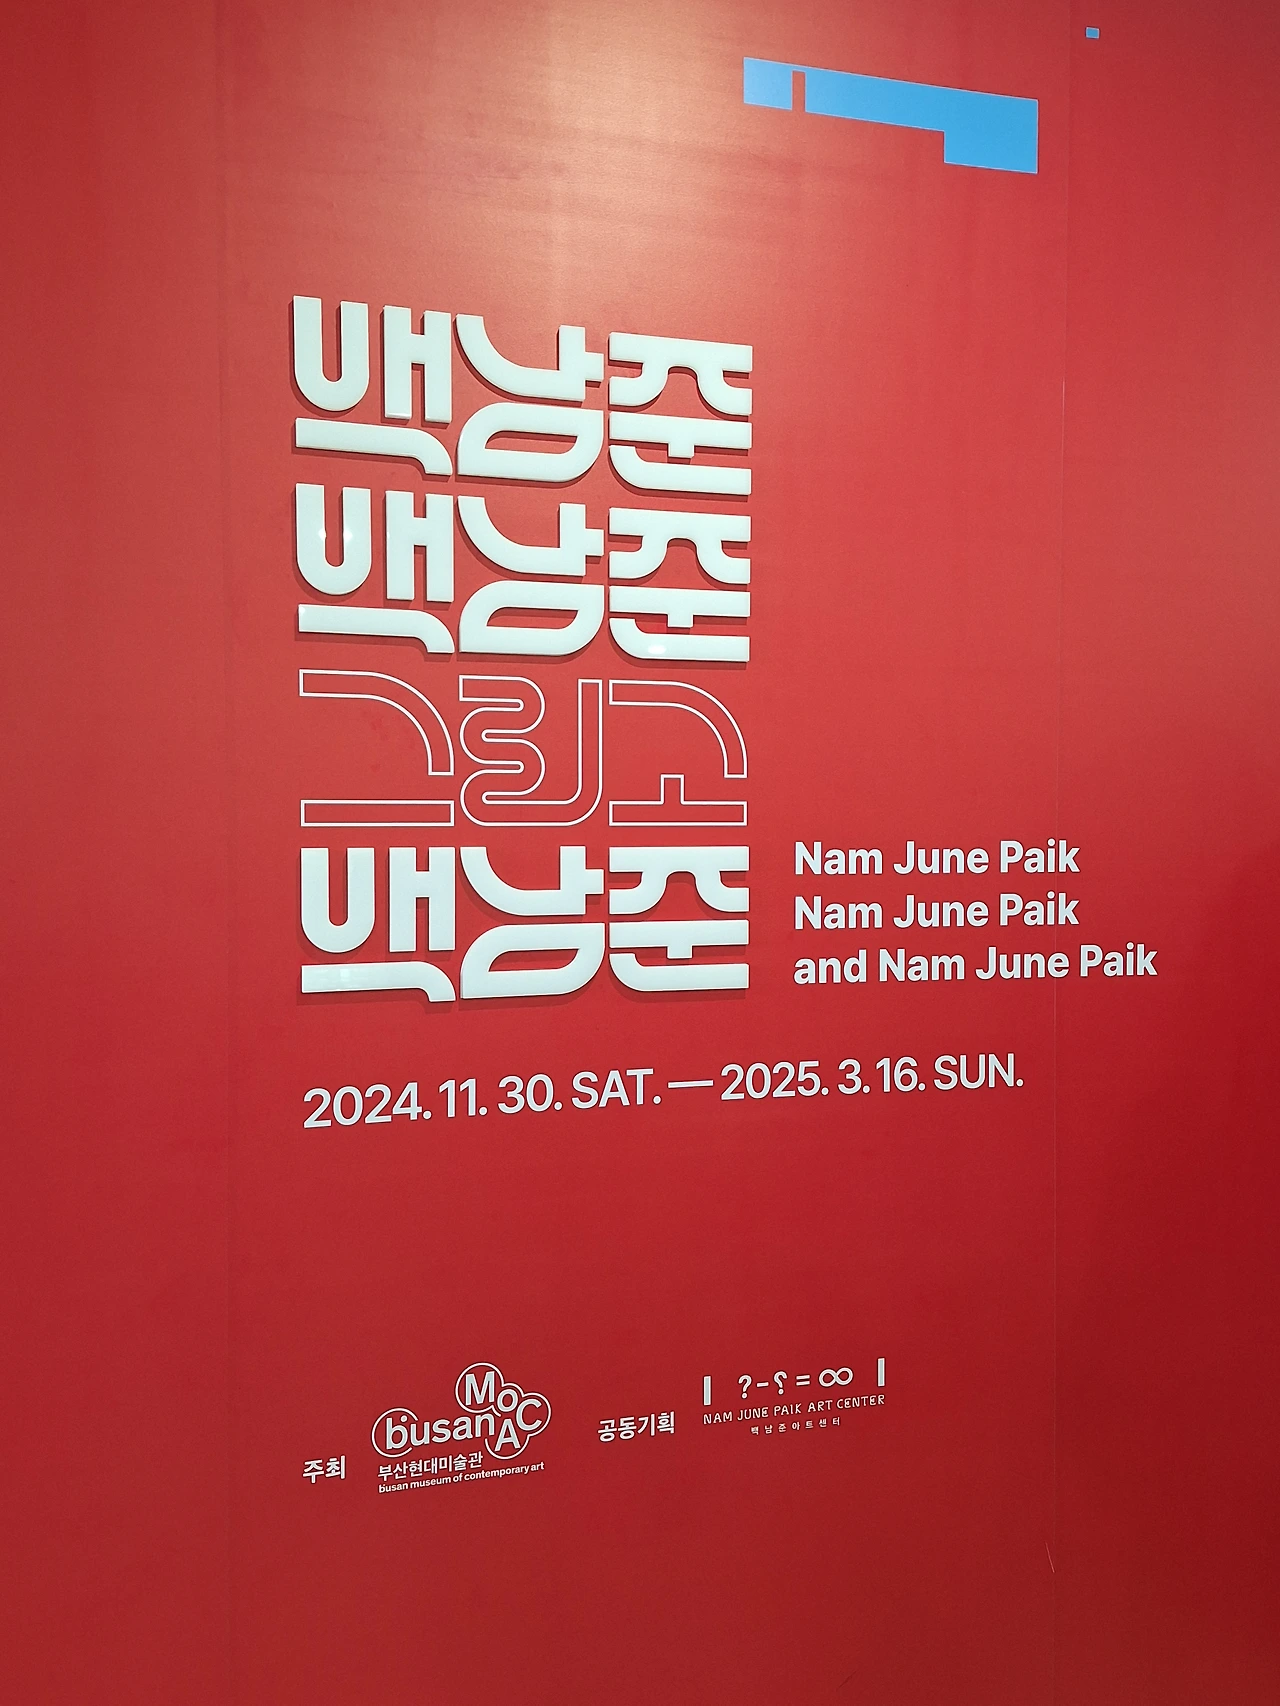 백남준
백남준
그리고
백남준
Nam June Paik
Nam June Paik
and Nam June Paik
2024. 11. 30. SAT. — 2025. 3. 16. SUN.
주최
busan MoCA
부산현대미술관
busan museum of contemporary art
공동기획
? - ⸮ = ∞
NAM JUNE PAIK ART CENTER
백남준아트센터